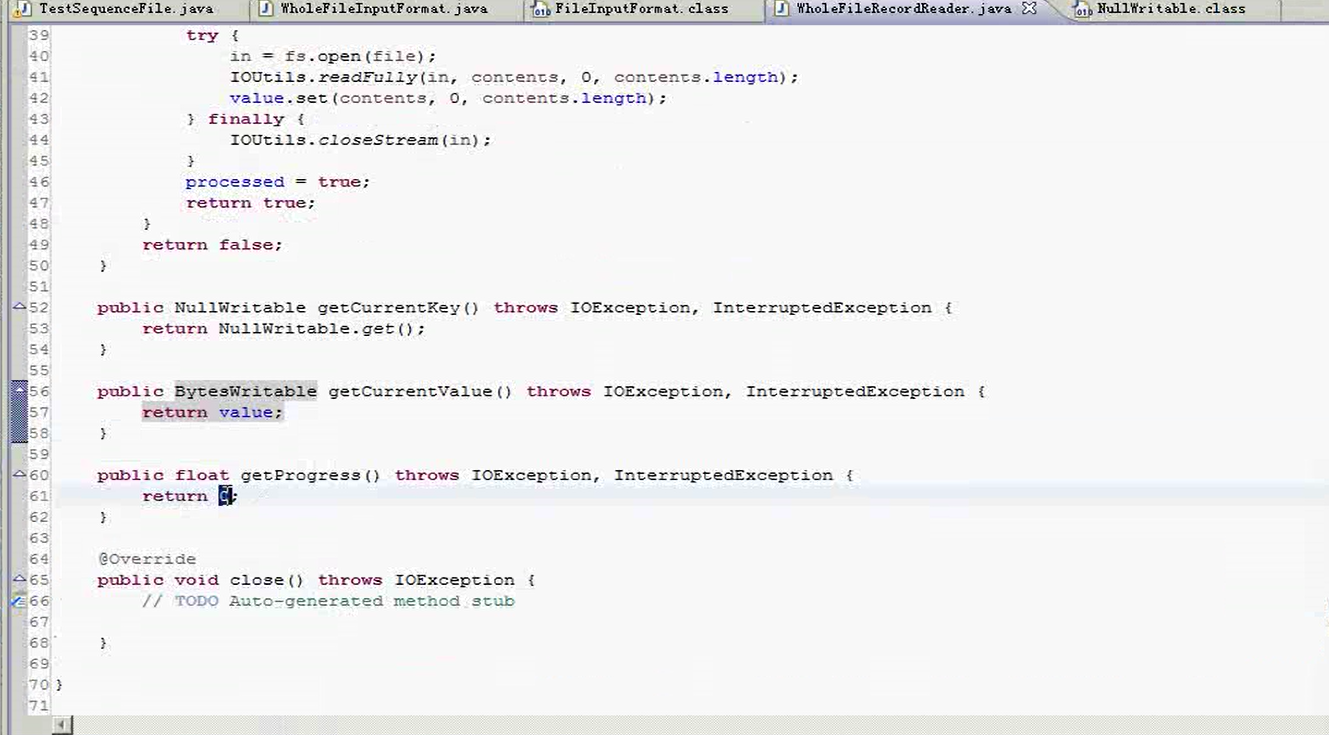 TestSequenceFile.java WholeFileInputFormat.java FileInputFormat.class WholeFileRecordReader.java NullWritable.class
39 try {
40 in = fs.open(file);
41 IOUtils.readFully(in, contents, 0, contents.length);
42 value.set(contents, 0, contents.length);
43 } finally {
44 IOUtils.closeStream(in);
45 }
46 processed = true;
47 return true;
48 }
49 return false;
50 }
51
52 public NullWritable getCurrentKey() throws IOException, InterruptedException {
53 return NullWritable.get();
54 }
55
56 public BytesWritable getCurrentValue() throws IOException, InterruptedException {
57 return value;
58 }
59
60 public float getProgress() throws IOException, InterruptedException {
61 return ;
62 }
63
64 @Override
65 public void close() throws IOException {
66 // TODO Auto-generated method stub
67
68 }
69
70 }
71